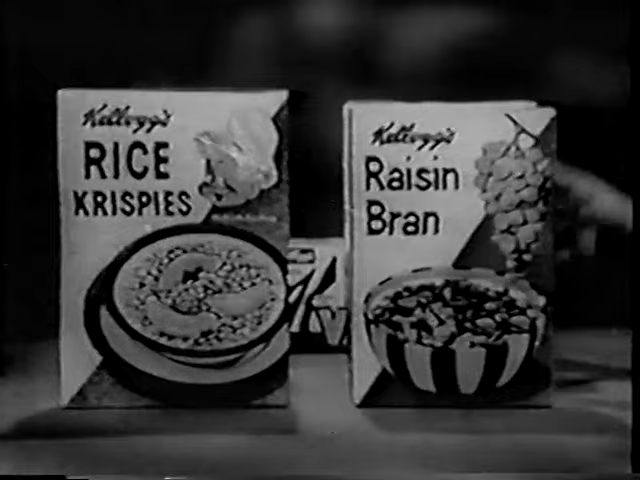 Kellogg's
RICE
KRISPIES
Kellogg's
Raisin
Bran